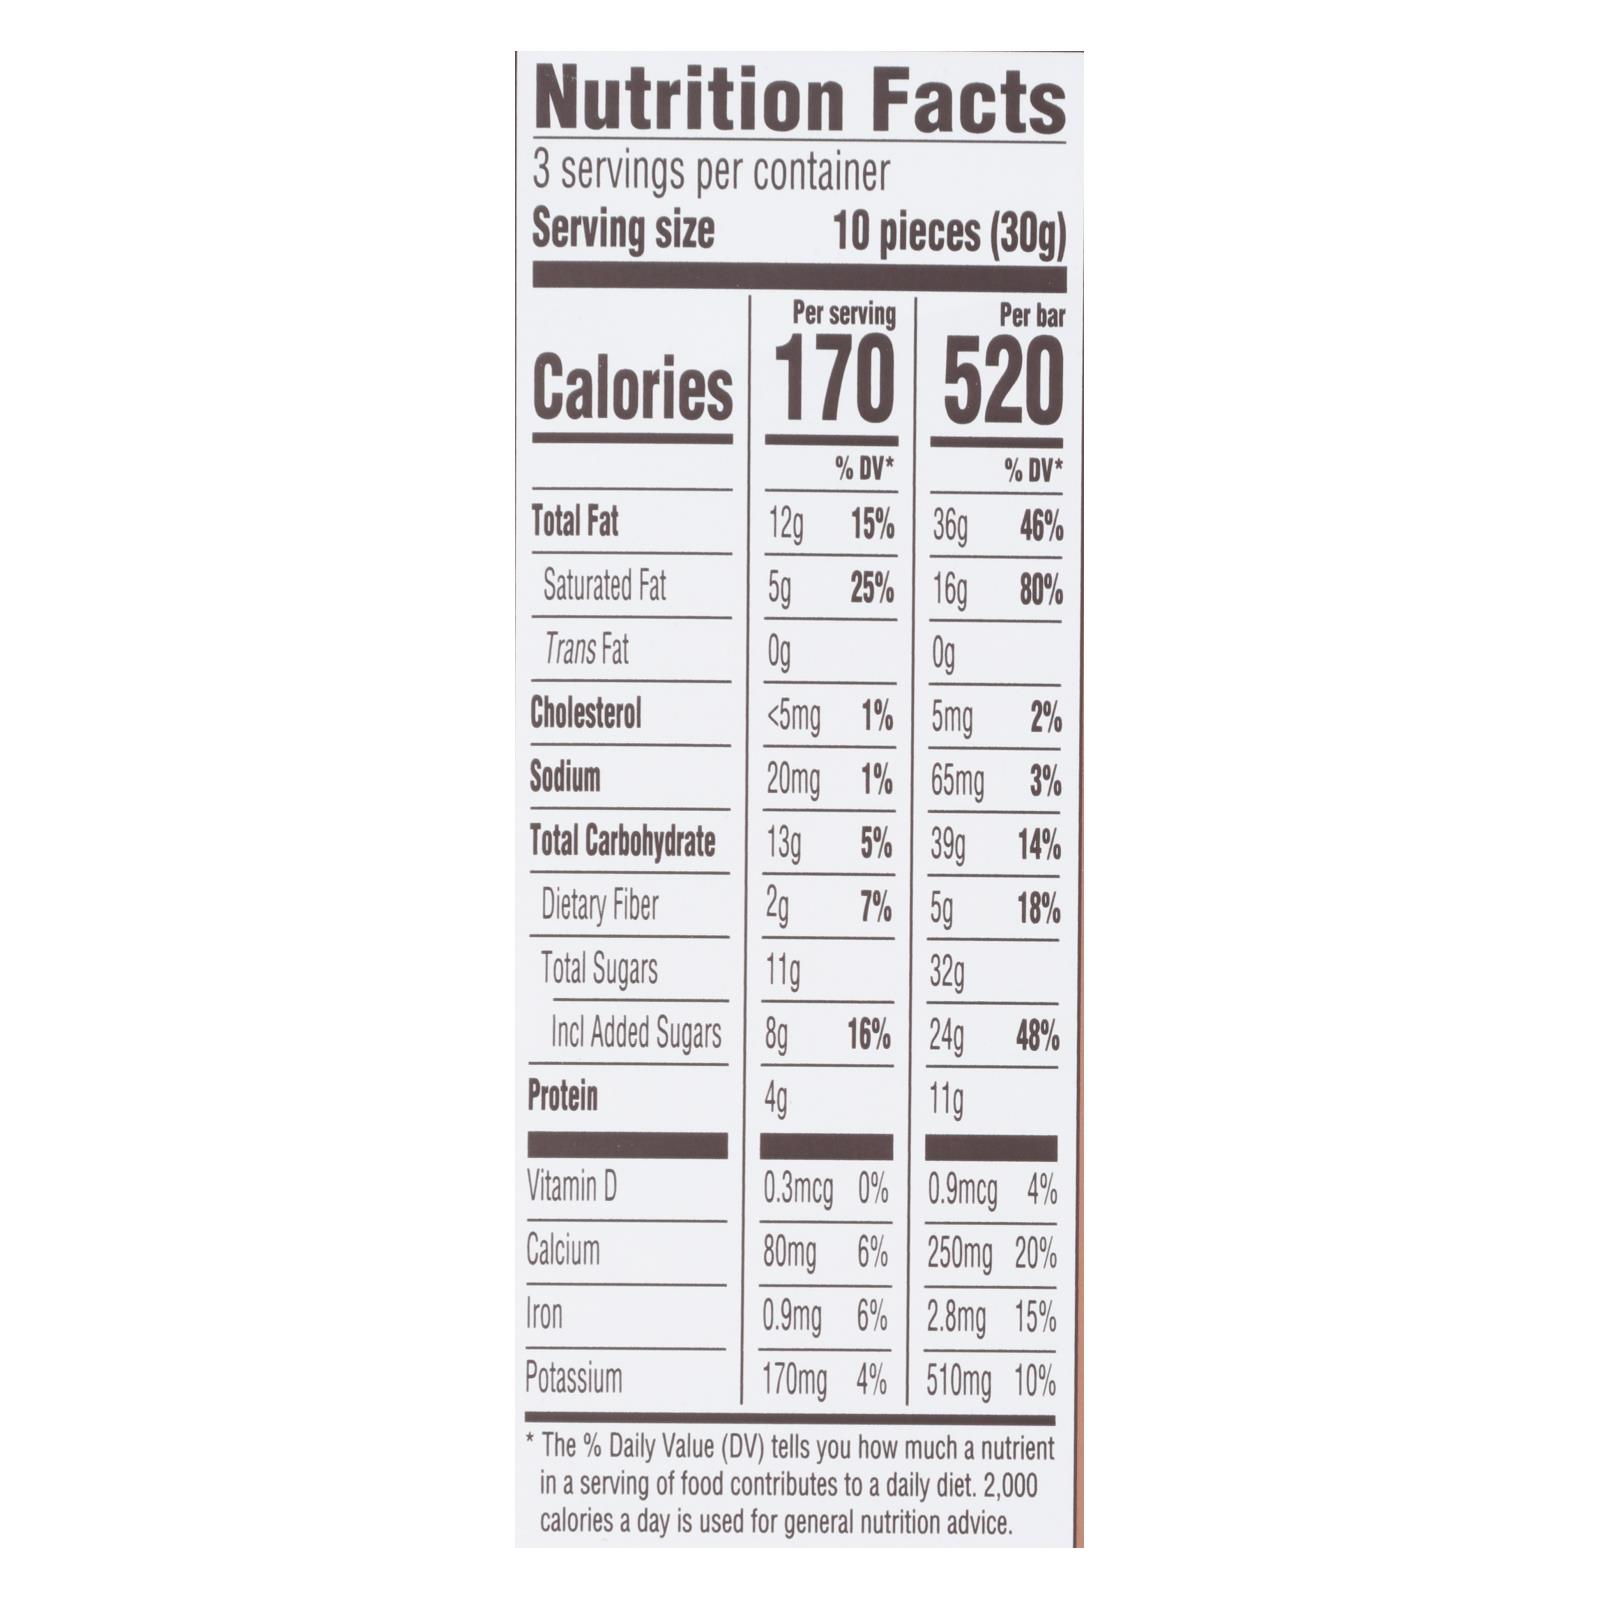 Nutrition Facts
3 servings per container
Serving size 10 pieces (30g)
Per serving Per bar
Calories 170 520
% DV* % DV*
Total Fat 12g 15% 36g 46%
Saturated Fat 5g 25% 16g 80%
Trans Fat 0g 0g
Cholesterol <5mg 1% 5mg 2%
Sodium 20mg 1% 65mg 3%
Total Carbohydrate 13g 5% 39g 14%
Dietary Fiber 2g 7% 5g 18%
Total Sugars 11g 32g
Incl Added Sugars 8g 16% 24g 48%
Protein 4g 11g
Vitamin D 0.3mcg 0% 0.9mcg 4%
Calcium 80mg 6% 250mg 20%
Iron 0.9mg 6% 2.8mg 15%
Potassium 170mg 4% 510mg 10%
* The % Daily Value (DV) tells you how much a nutrient
in a serving of food contributes to a daily diet. 2,000
calories a day is used for general nutrition advice.